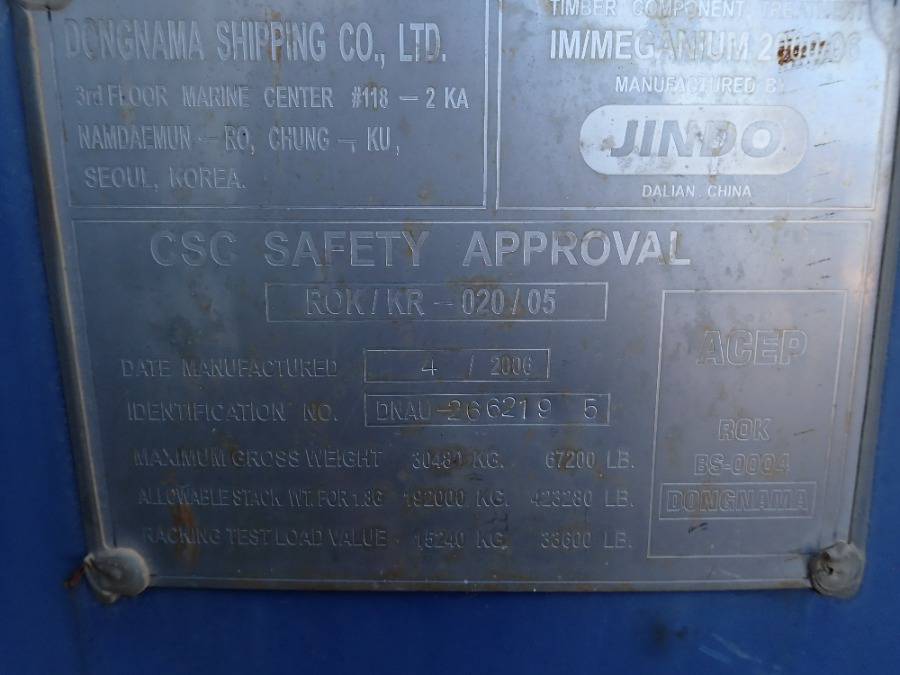 DONGNAMA SHIPPING CO., LTD.
3rd FLOOR MARINE CENTER #118 - 2 KA
NAMDAEMUN - RO, CHUNG -, KU,
SEOUL, KOREA.
TIMBER COMPONENT TREATMENT
IM/MEGANIUM
MANUFACTURED BY
JINDO
DALIAN. CHINA
CSC SAFETY APPROVAL
ROK / KR - 020 / 05
DATE MANUFACTURED 4 / 2006
IDENTIFICATION NO. DNAU-266219 5
MAXIMUM GROSS WEIGHT 30480 KG. 67200 LB.
ALLOWABLE STACK WT. FOR 1.8G 192000 KG. 423280 LB.
RACKING TEST LOAD VALUE 15240 KG. 33600 LB.
ACEP
ROK
BS-0004
DONGNAMA